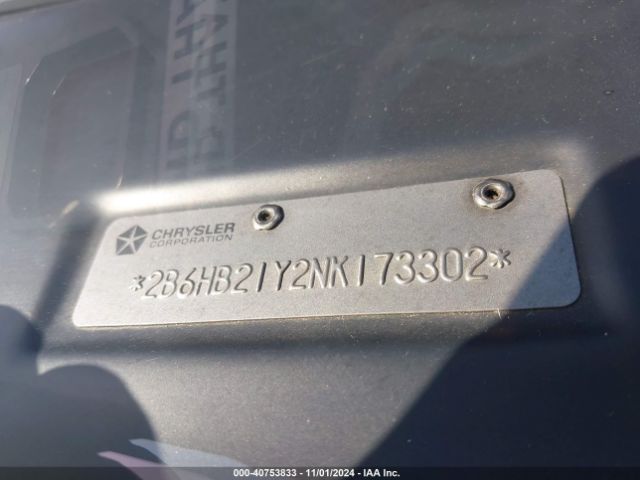 CHRYSLER
CORPORATION
*2B6HB21Y2NK173302*
000-40753833 - 11/01/2024 - IAA Inc.